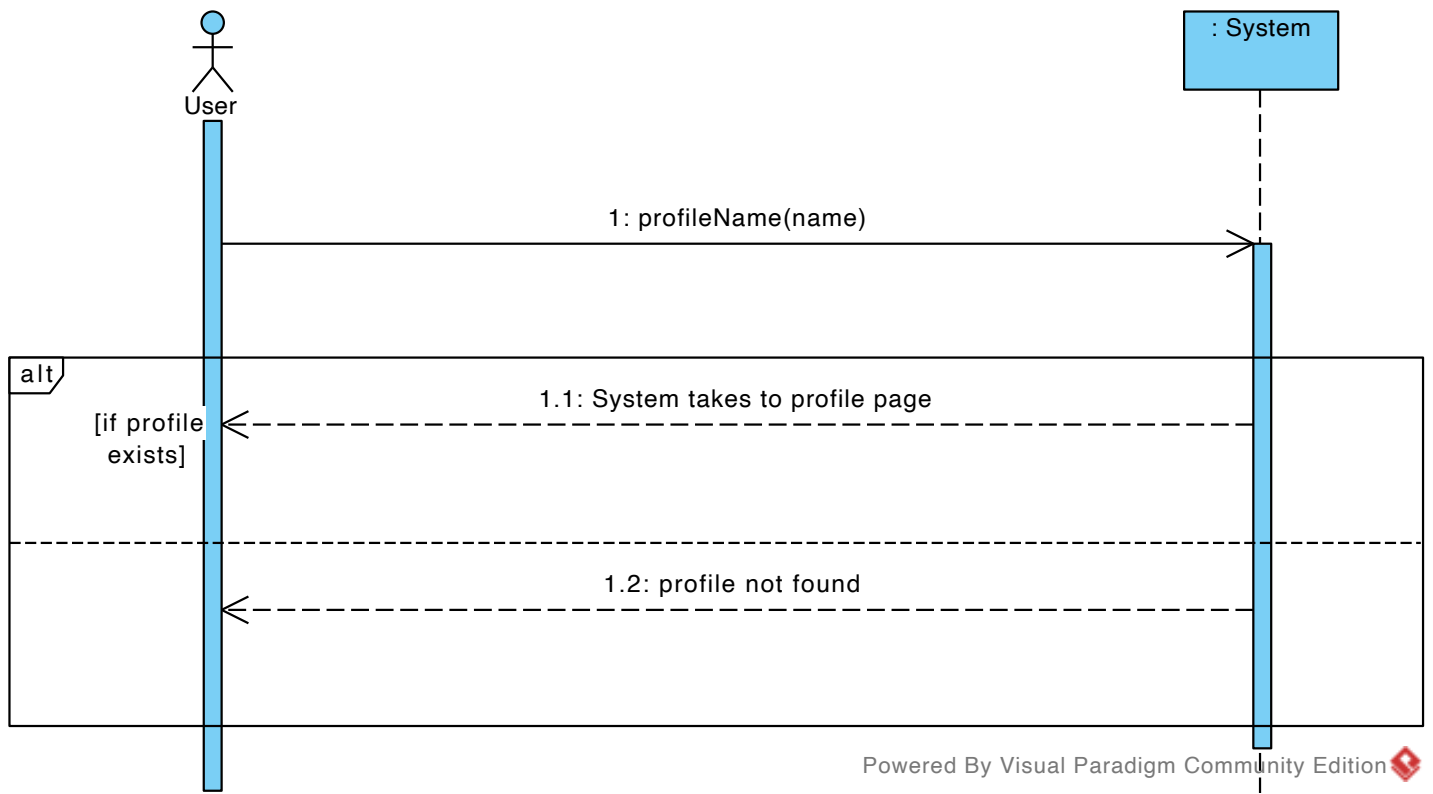 : System
User
1: profileName(name)
alt
1.1: System takes to profile page
[if profile
exists]
1.2: profile not found
Powered By Visual Paradigm Community Edition